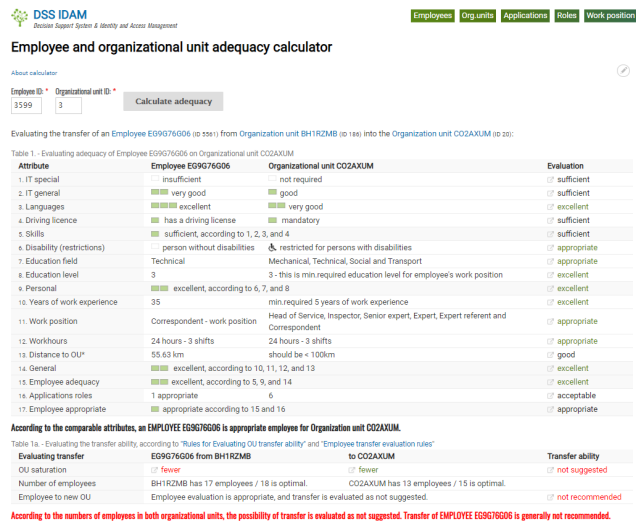 DSS IDAM
Decision Support System & Identity and Access Management
Employees Org.units Applications Roles Work position
Employee and organizational unit adequacy calculator
About calculator
Employee ID: * Organizational unit ID: *
3599 3 Calculate adequacy
Evaluating the transfer of an Employee EG9G76G06 (ID 5561) from Organization unit BH1RZMB (ID 186) into the Organization unit CO2AXUM (ID 20):
Table 1. - Evaluating adequacy of Employee EG9G76G06 on Organizational unit CO2AXUM
Attribute Employee EG9G76G06 Organizational unit CO2AXUM Evaluation
1. IT special insufficient not required sufficient
2. IT general very good good sufficient
3. Languages excellent very good excellent
4. Driving licence has a driving license mandatory sufficient
5. Skills sufficient, according to 1, 2, 3, and 4 sufficient
6. Disability (restrictions) person without disabilities restricted for persons with disabilities appropriate
7. Education field Technical Mechanical, Technical, Social and Transport appropriate
8. Education level 3 3 - this is min.required education level for employee's work position excellent
9. Personal excellent, according to 6, 7, and 8 excellent
10. Years of work experience 35 min.required 5 years of work experience excellent
11. Work position Correspondent - work position Head of Service, Inspector, Senior expert, Expert, Expert referent and Correspondent appropriate
12. Workhours 24 hours - 3 shifts 24 hours - 3 shifts appropriate
13. Distance to OU* 55.63 km should be < 100km good
14. General excellent, according to 10, 11, 12, and 13 excellent
15. Employee adequacy excellent, according to 5, 9, and 14 excellent
16. Applications roles 1 appropriate 6 acceptable
17. Employee appropriate appropriate according to 15 and 16 appropriate
According to the comparable attributes, an EMPLOYEE EG9G76G06 is appropriate employee for Organization unit CO2AXUM.
Table 1a. - Evaluating the transfer ability, according to "Rules for Evaluating OU transfer ability" and "Employee transfer evaluation rules"
Evaluating transfer EG9G76G06 from BH1RZMB to CO2AXUM Transfer ability
OU saturation fewer fewer not suggested
Number of employees BH1RZMB has 17 employees / 18 is optimal. CO2AXUM has 13 employees / 15 is optimal.
Employee to new OU Employee evaluation is appropriate, and transfer is evaluated as not suggested. not recommended
According to the numbers of employees in both organizational units, the possibility of transfer is evaluated as not suggested. Transfer of EMPLOYEE EG9G76G06 is generally not recommended.